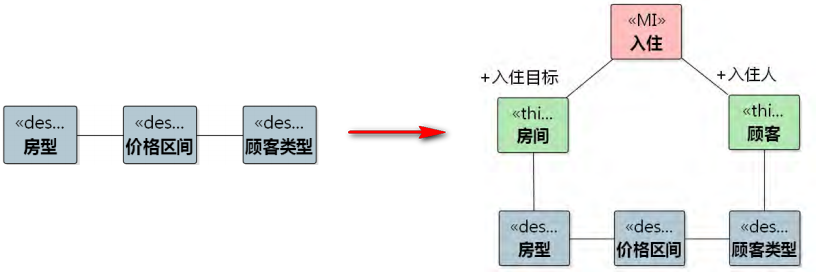 «des...
房型
«des...
价格区间
«des...
顾客类型
«MI»
入住
+入住目标
+入住人
«thi...
房间
«thi...
顾客
«des...
房型
«des...
价格区间
«des...
顾客类型